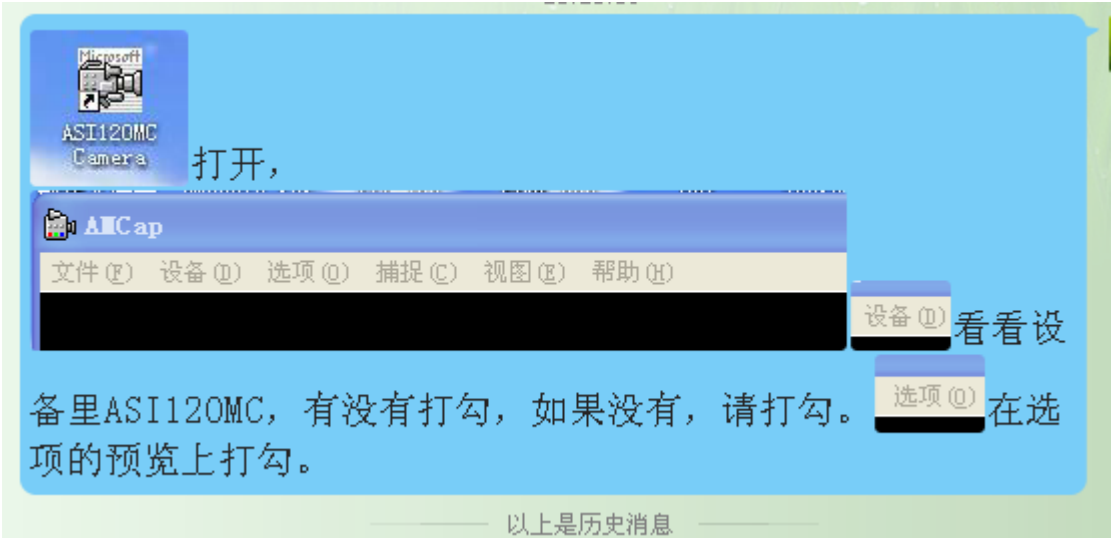 Microsoft
ASI120MC
Camera
打开，
AMCap
文件(F) 设备(D) 选项(O) 捕捉(C) 视图(E) 帮助(H)
设备(D)看看设
备里ASI120MC，有没有打勾，如果没有，请打勾。选项(O)在选
项的预览上打勾。
以上是历史消息